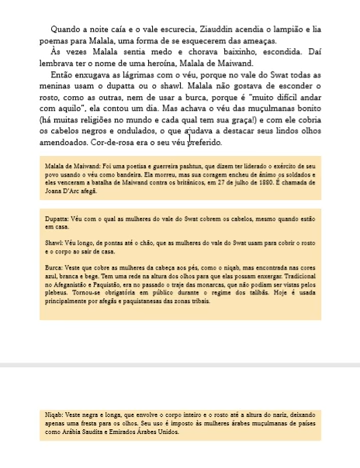 Quando a noite caía e o vale escurecia, Ziauddin acendia o lampião e lia
poemas para Malala, uma forma de se esquecerem das ameaças.
Às vezes Malala sentia medo e chorava baixinho, escondida. Daí
lembrava ter o nome de uma heroína, Malala de Maiwand.
Então enxugava as lágrimas com o véu, porque no vale do Swat todas as
meninas usam o dupatta ou o shawl. Malala não gostava de esconder o
rosto, como as outras, nem de usar a burca, porque é “muito difícil andar
com aquilo”, ela contou um dia. Mas achava o véu das muçulmanas bonito
(há muitas religiões no mundo e cada qual tem sua graça!) e com ele cobria
os cabelos negros e ondulados, o que ajudava a destacar seus lindos olhos
amendoados. Cor-de-rosa era o seu véu preferido.
Malala de Maiwand: Foi uma poetisa e guerreira pashtun, que dizem ter liderado o exército de seu
povo usando o véu como bandeira. Ela morreu, mas sua coragem encheu de ânimo os soldados e
eles venceram a batalha de Maiwand contra os britânicos, em 27 de julho de 1880. É chamada de
Joana D'Arc afegã.
Dupatta: Véu com o qual as mulheres do vale do Swat cobrem os cabelos, mesmo quando estão
em casa.
Shawl: Véu longo, de pontas até o chão, que as mulheres do vale do Swat usam para cobrir o rosto
e o corpo ao sair de casa.
Burca: Veste que cobre as mulheres da cabeça aos pés, como o niqab, mas encontrada nas cores
azul, branca e bege. Tem uma rede na altura dos olhos para que elas possam enxergar. Tradicional
no Afeganistão e Paquistão, era no passado o traje das monarcas, que não podiam ser vistas pelos
plebeus. Tornou-se obrigatória em público durante o regime dos talibãs. Hoje é usada
principalmente por afegãs e paquistanesas das zonas tribais.
Niqab: Veste negra e longa, que envolve o corpo inteiro e o rosto até a altura do nariz, deixando
apenas uma fresta para os olhos. Seu uso é imposto às mulheres árabes muçulmanas de países
como Arábia Saudita e Emirados Árabes Unidos.